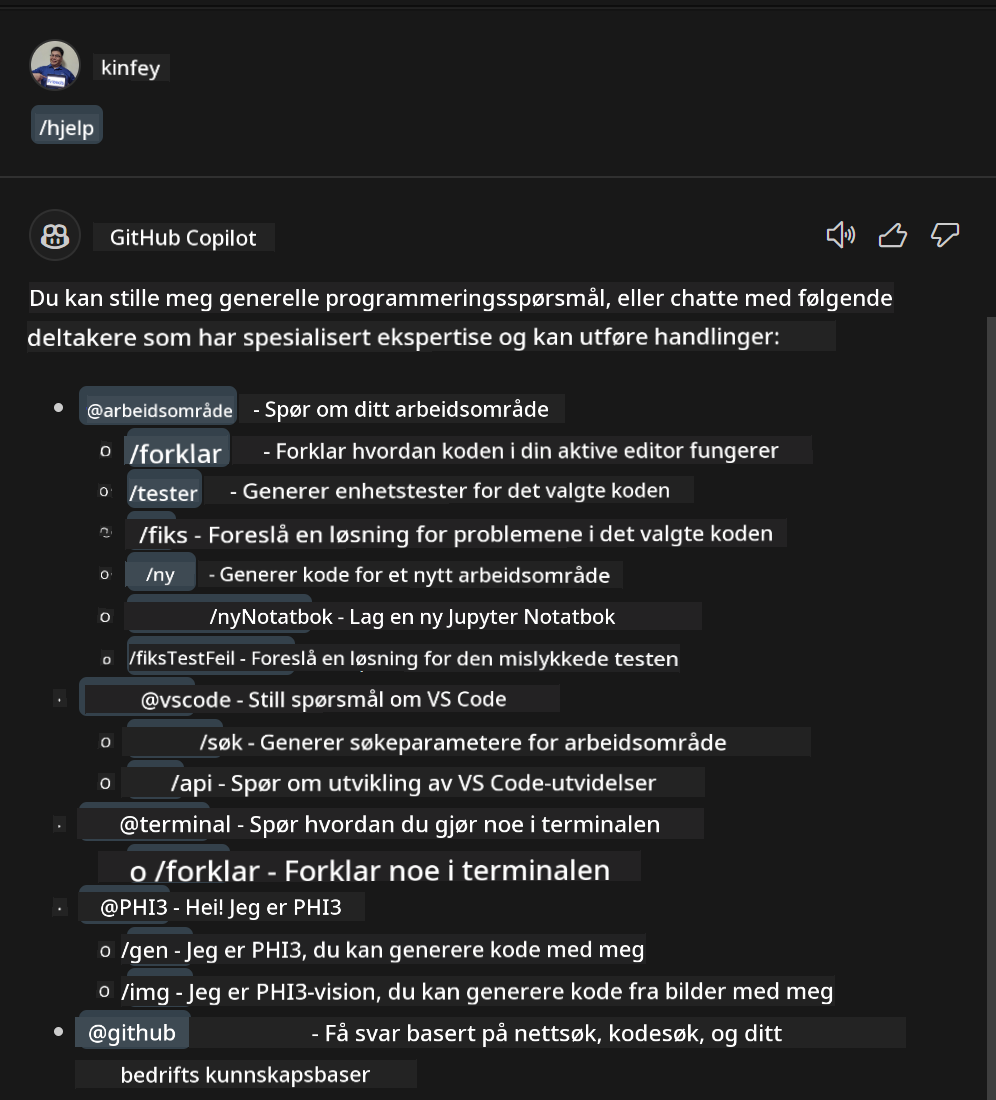 kinfey
/hjelp
GitHub Copilot
Du kan stille meg generelle programmeringsspørsmål, eller chatte med følgende
deltakere som har spesialisert ekspertise og kan utføre handlinger:
@arbeidsområde - Spør om ditt arbeidsområde
o /forklar - Forklar hvordan koden i din aktive editor fungerer
o /tester - Generer enhetstester for det valgte koden
/fiks - Foreslå en løsning for problemene i det valgte koden
o /ny - Generer kode for et nytt arbeidsområde
o /nyNotatbok - Lag en ny Jupyter Notatbok
o /fiksTestFeil - Foreslå en løsning for den mislykkede testen
@vscode - Still spørsmål om VS Code
o /søk - Generer søkeparametere for arbeidsområde
o /api - Spør om utvikling av VS Code-utvidelser
@terminal - Spør hvordan du gjør noe i terminalen
o /forklar - Forklar noe i terminalen
@PHI3 - Hei! Jeg er PHI3
o /gen - Jeg er PHI3, du kan generere kode med meg
o /img - Jeg er PHI3-vision, du kan generere kode fra bilder med meg
@github - Få svar basert på nettsøk, kodesøk, og ditt
bedrifts kunnskapsbaser